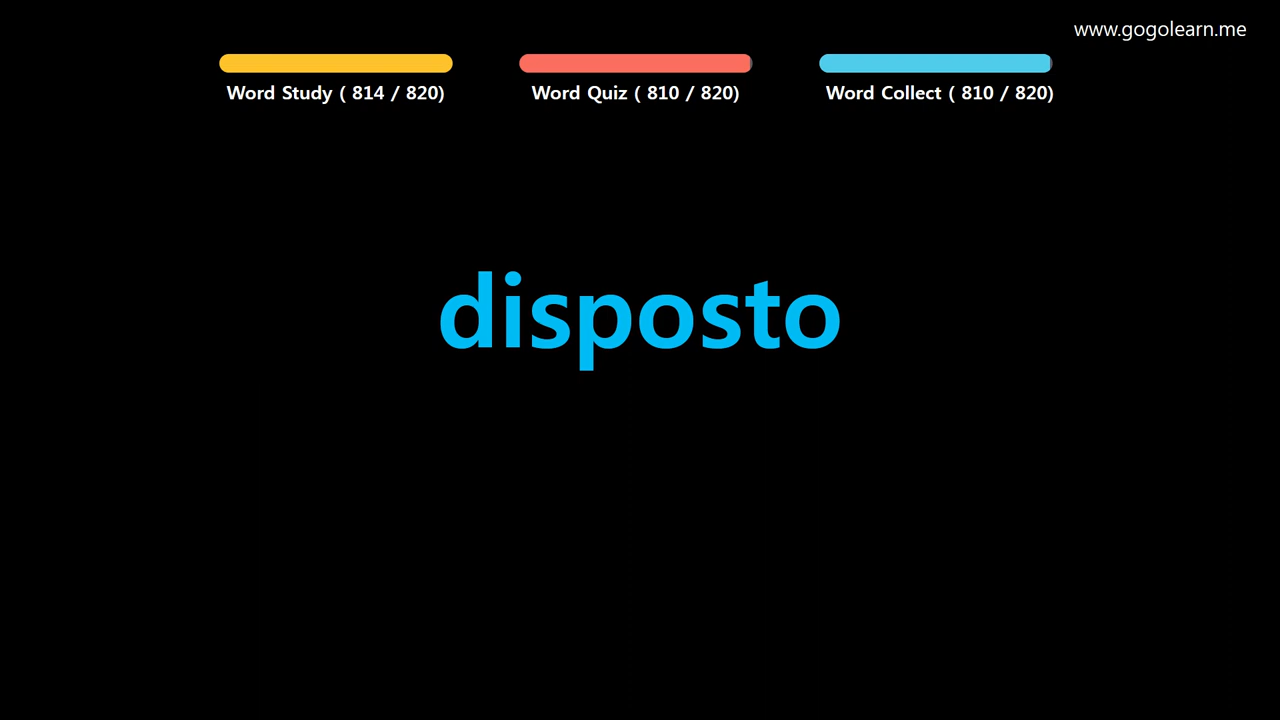 www.gogolearn.me
Word Study ( 814 / 820)
Word Quiz ( 810 / 820)
Word Collect ( 810 / 820)
disposto